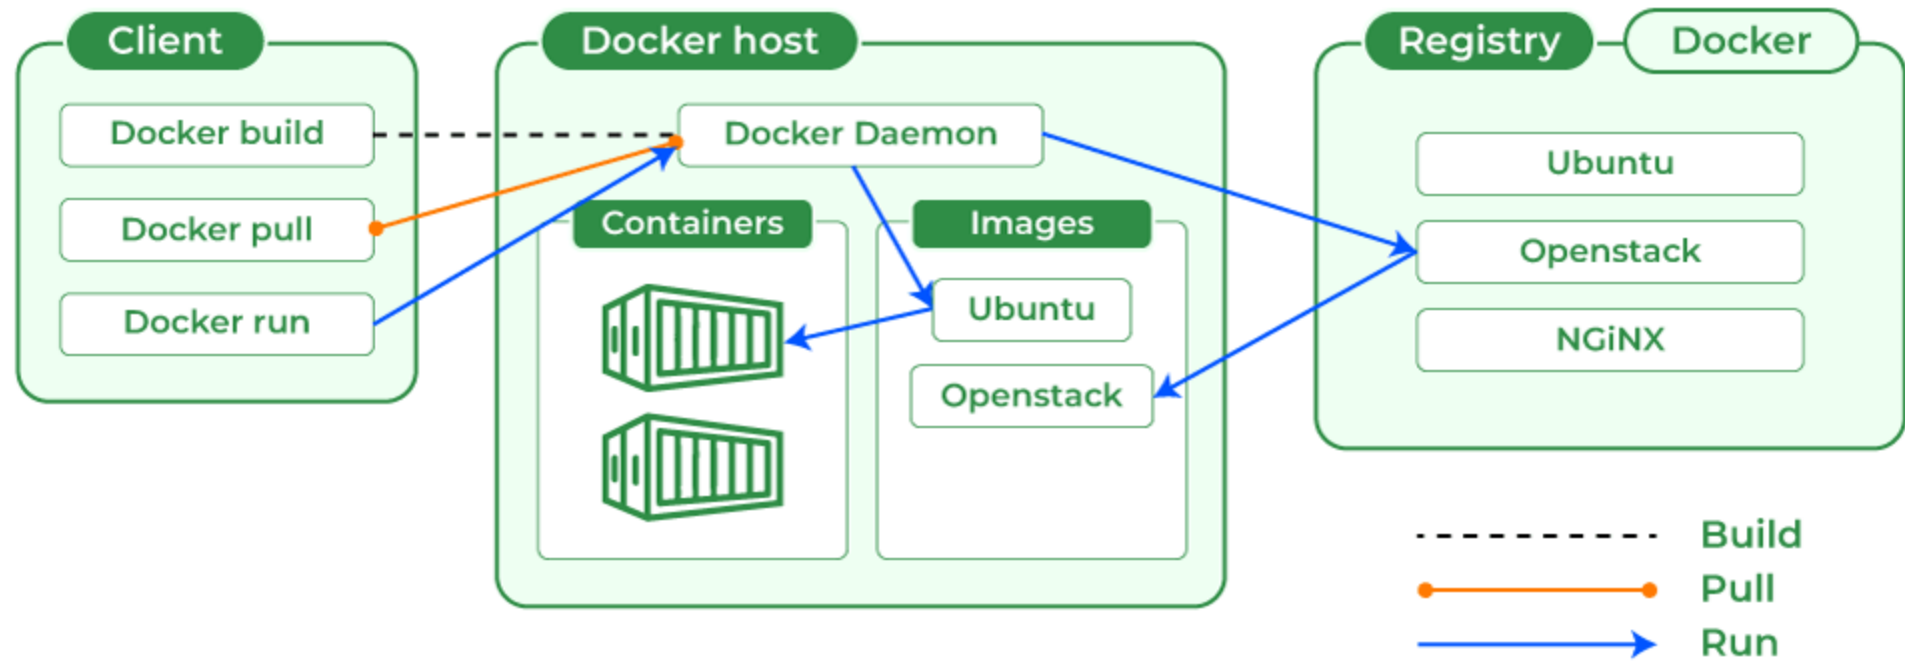 Client
Docker build
Docker pull
Docker run
Docker host
Docker Daemon
Containers
Images
Ubuntu
Openstack
Registry
Docker
Ubuntu
Openstack
NGiNX
Build
Pull
Run